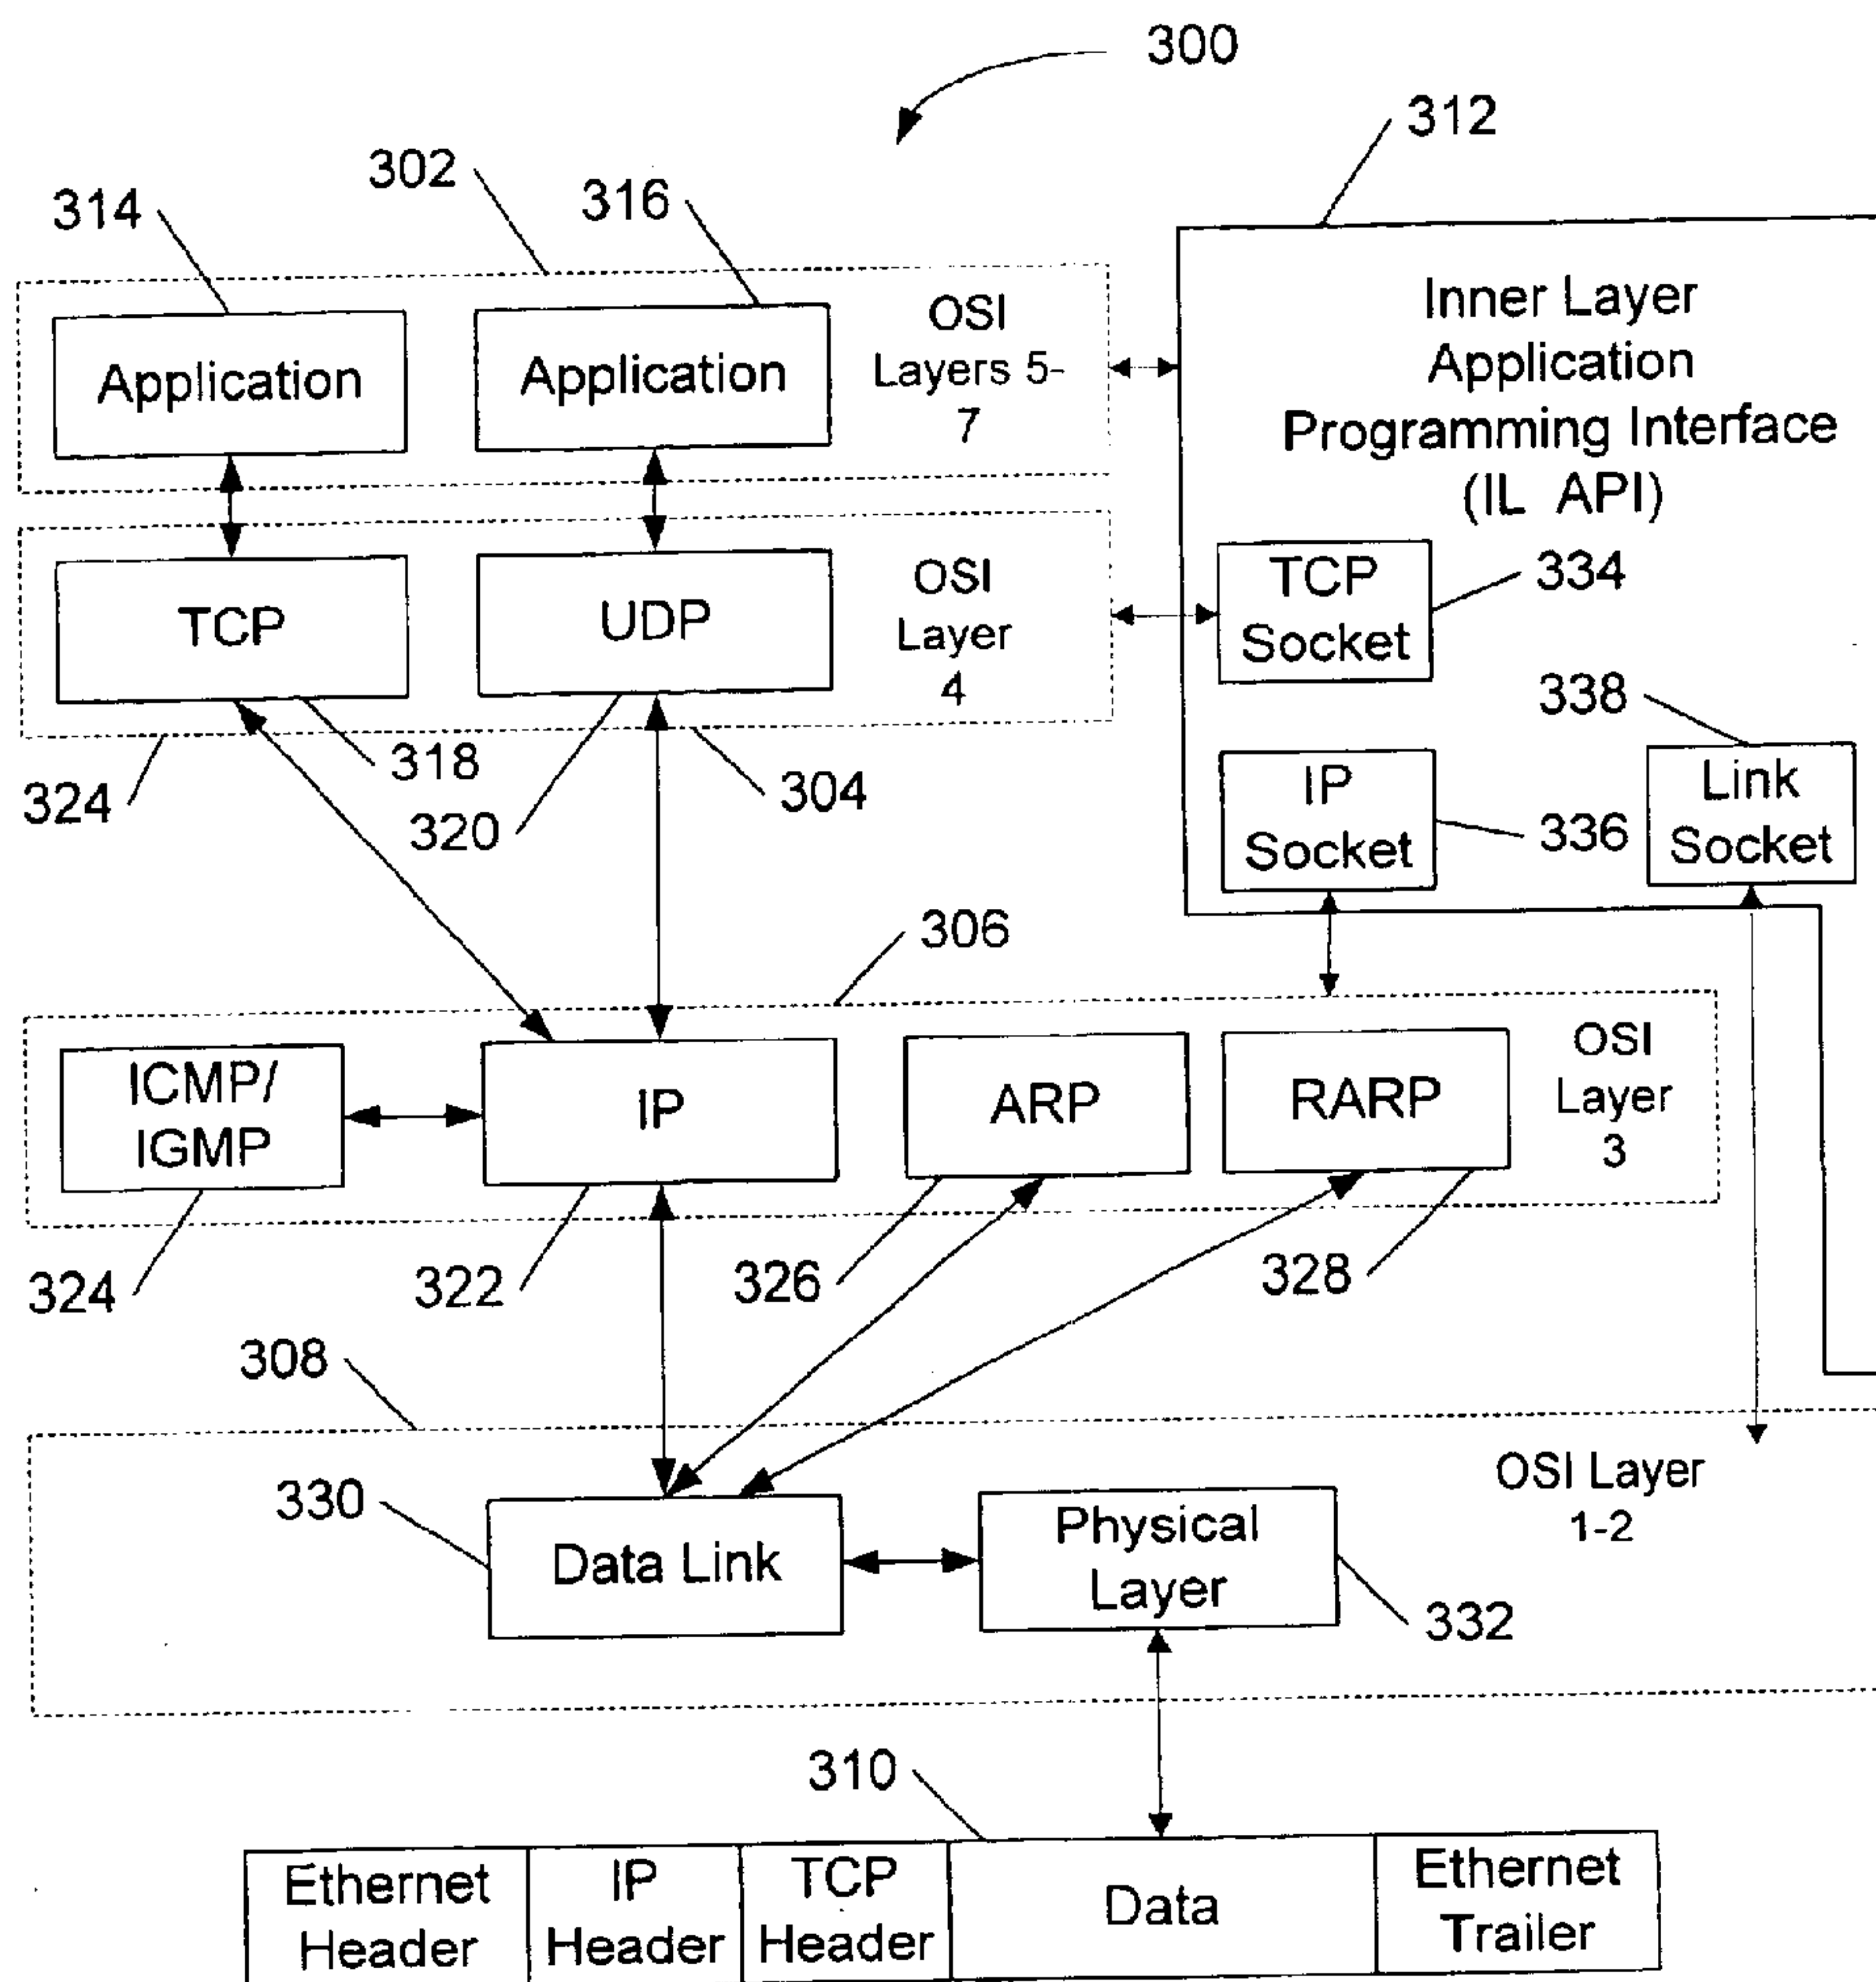 300
312
302
316
314
Application
Application
OSI
Layers 5-
7
Inner Layer
Application
Programming Interface
(IL API)
TCP
UDP
OSI
Layer
4
TCP
Socket
334
338
324
318
320
304
IP
Socket
336
Link
Socket
306
ICMP/
IGMP
IP
ARP
RARP
OSI
Layer
3
324
322
326
328
308
330
Data Link
Physical
Layer
OSI Layer
1-2
332
310
Ethernet
Header
IP
Header
TCP
Header
Data
Ethernet
Trailer